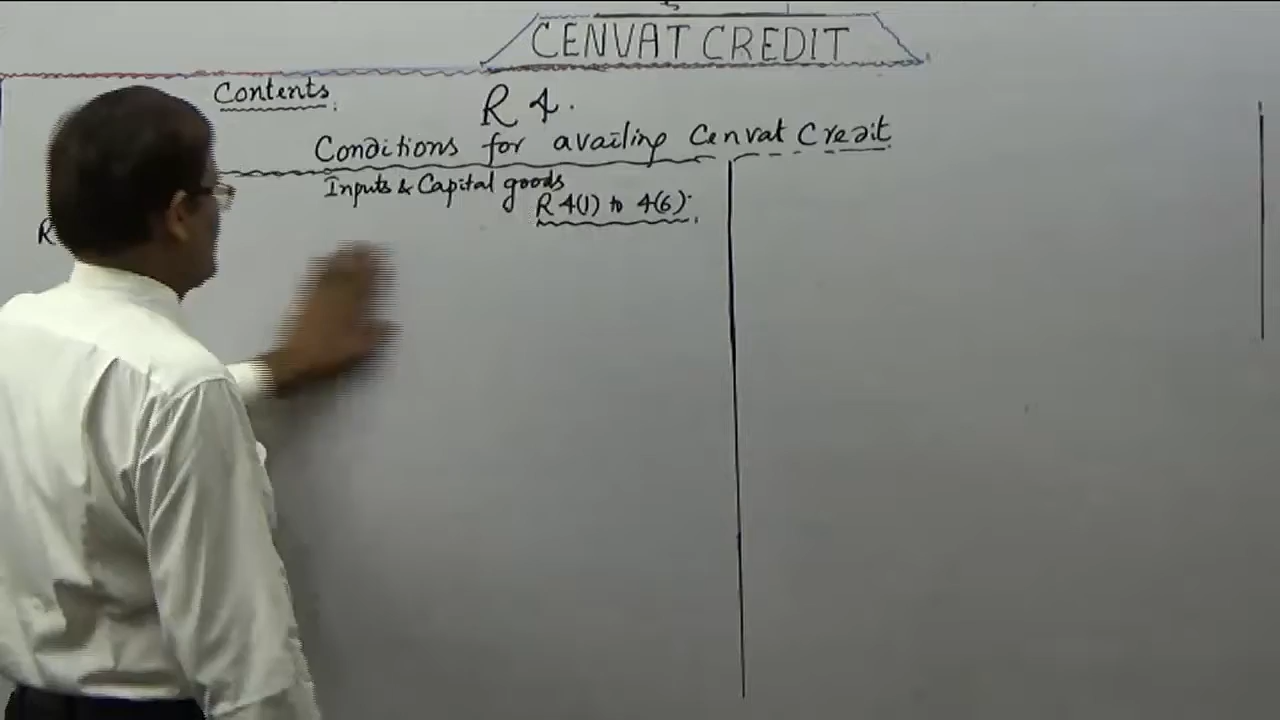 CENVAT CREDIT
Contents
R 4.
Conditions for availing Cenvat Credit
Inputs & Capital goods
R 4(1) to 4(6).
R